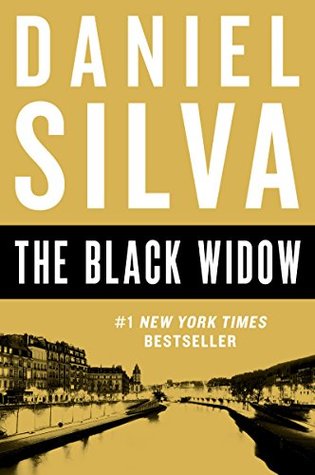 DANIEL
SILVA
THE BLACK WIDOW
#1 NEW YORK TIMES
BESTSELLER